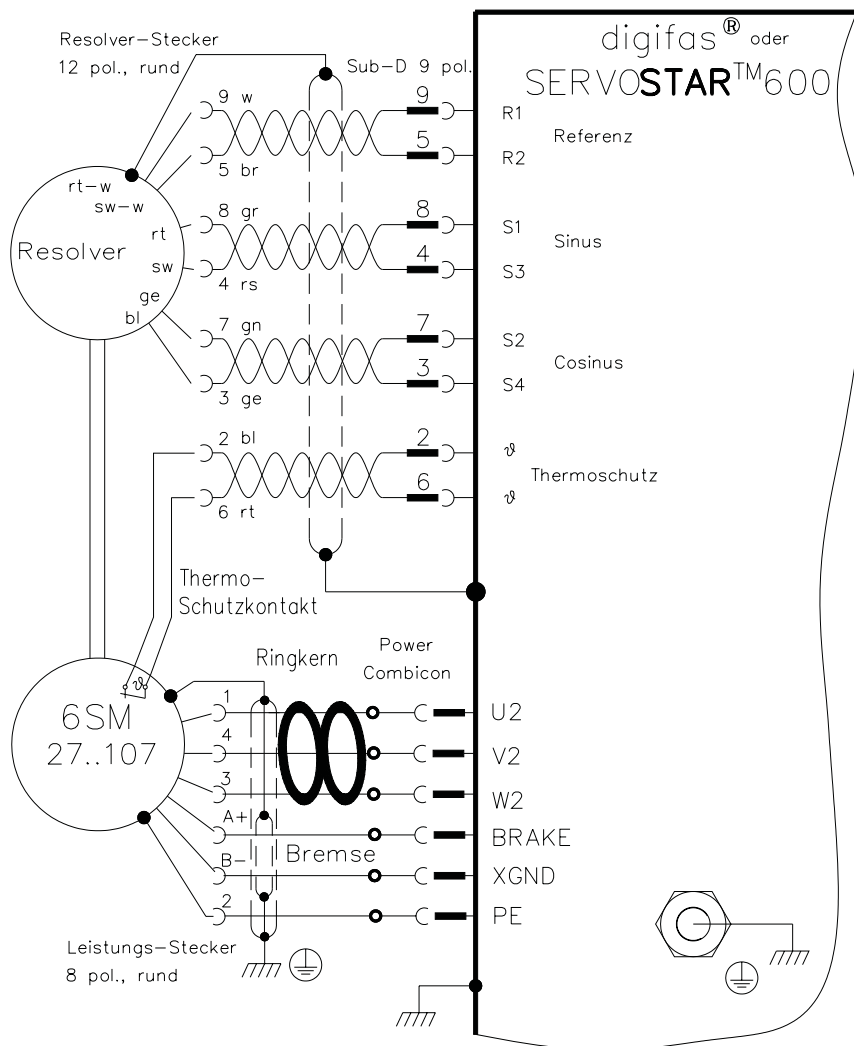 digifas® oder
SERVOSTAR™600
Resolver-Stecker
12 pol., rund
Sub-D 9 pol.
9 w
9
R1
Referenz
5 br
5
R2
rt-w
sw-w
8 gr
8
S1
Sinus
rt
Resolver
sw
4 rs
4
S3
ge
bl
7 gn
7
S2
Cosinus
3 ge
3
S4
2 bl
2
ϑ
Thermoschutz
6 rt
6
ϑ
Thermo-
Schutzkontakt
Ringkern
Power
Combicon
ϑ
6SM
27..107
1
U2
4
V2
3
W2
A+
BRAKE
Bremse
B-
XGND
2
PE
Leistungs-Stecker
8 pol., rund